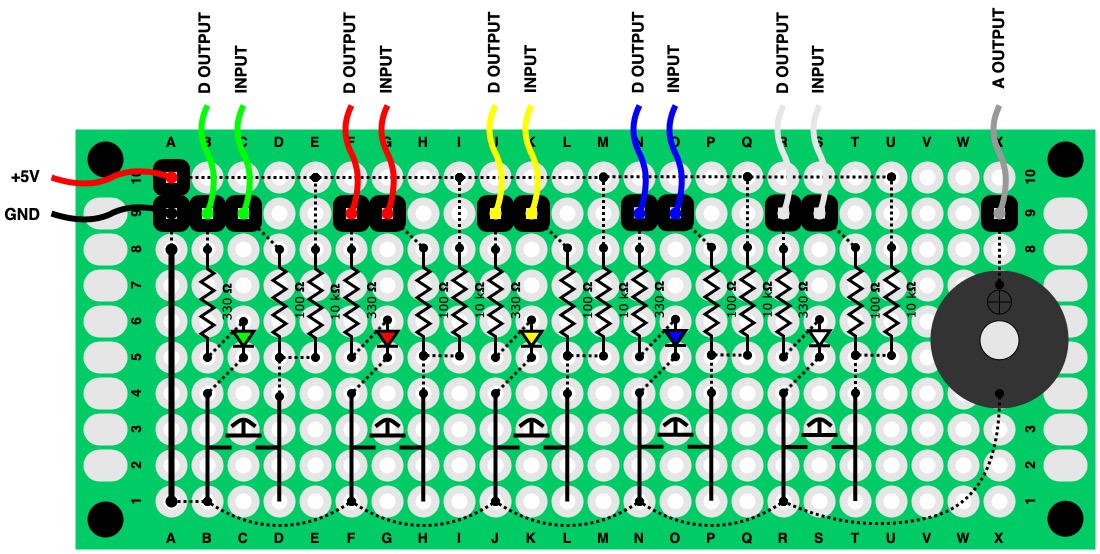 D OUTPUT INPUT D OUTPUT INPUT D OUTPUT INPUT D OUTPUT INPUT D OUTPUT INPUT A OUTPUT
A B C D E F G H I J K L M N O P Q R S T U V W X
+5V 10 10
GND 9 9
8 8
7 7
330 Ω 100 Ω 10 kΩ 330 Ω 100 Ω 10 kΩ 330 Ω 100 Ω 10 kΩ 330 Ω 100 Ω 10 kΩ 330 Ω 100 Ω 10 kΩ
6 6
5 5
4 4
3 3
2 2
1 1
A B C D E F G H I J K L M N O P Q R S T U V W X